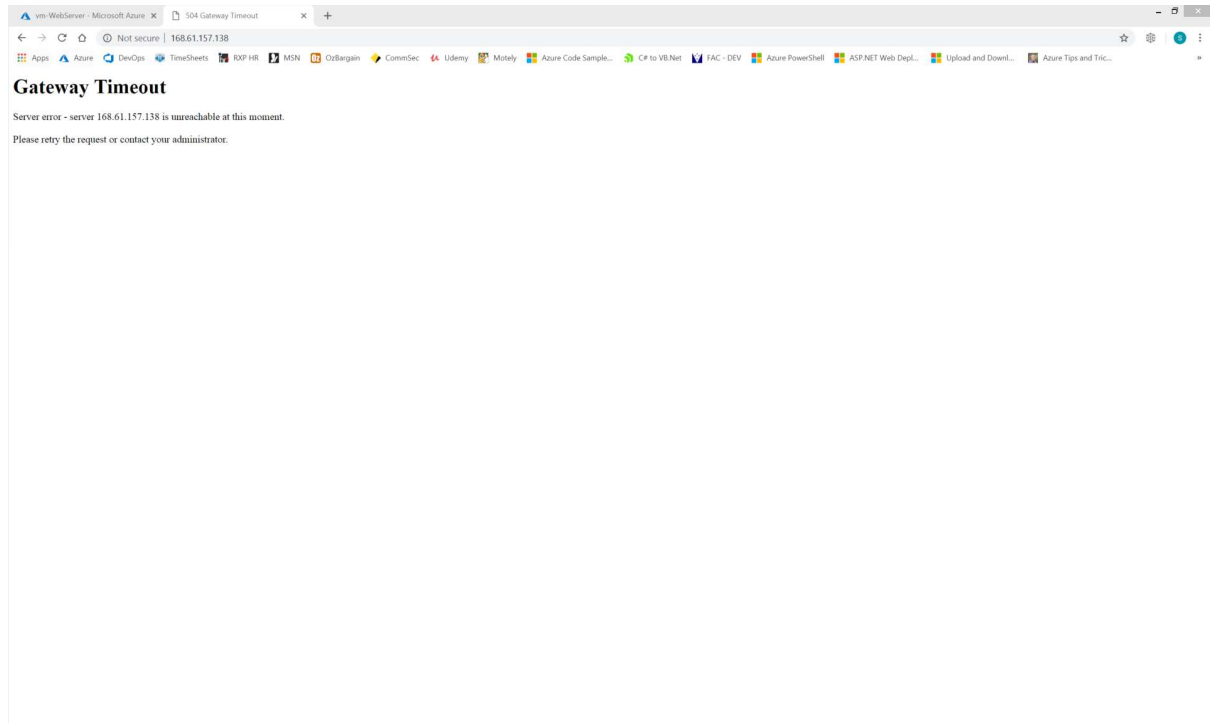 vm-WebServer - Microsoft Azure 504 Gateway Timeout
Not secure | 168.61.157.138 S
Apps Azure DevOps TimeSheets RXP HR MSN OzBargain CommSec Udemy Motely Azure Code Sample... C# to VB.Net FAC - DEV Azure PowerShell ASP.NET Web Depl... Upload and Downl... Azure Tips and Tric... »
Gateway Timeout
Server error - server 168.61.157.138 is unreachable at this moment.
Please retry the request or contact your administrator.